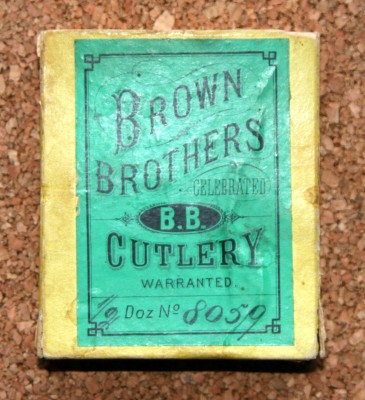 BROWN
BROTHERS
CELEBRATED
B.B.
CUTLERY
WARRANTED.
1/2 Doz No 8059